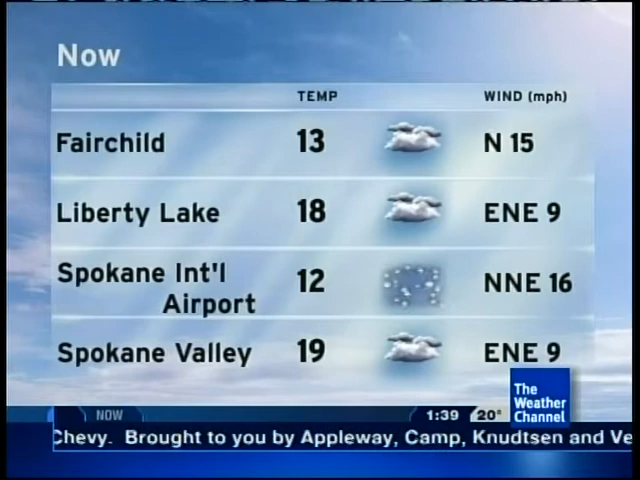 Now
TEMP WIND (mph)
Fairchild 13 N 15
Liberty Lake 18 ENE 9
Spokane Int'l
Airport 12 NNE 16
Spokane Valley 19 ENE 9
The
Weather
Channel
NOW 1:39 20°
Chevy. Brought to you by Appleway, Camp, Knudtsen and